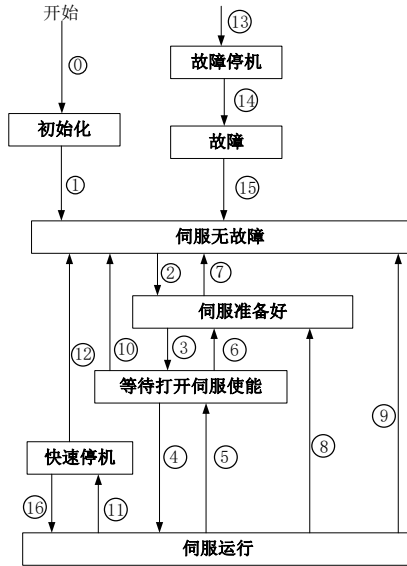 开始
⑬
⓪
故障停机
⑭
初始化
故障
①
⑮
伺服无故障
②
⑦
伺服准备好
⑫
⑩
③
⑥
⑨
等待打开伺服使能
快速停机
④
⑤
⑧
⑯
⑪
伺服运行